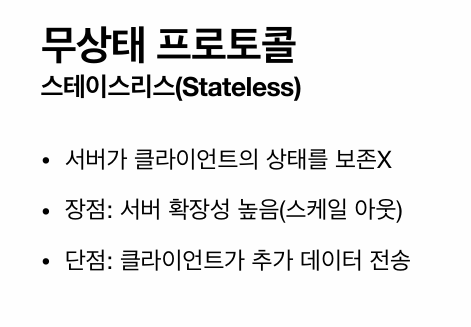 무상태 프로토콜
스테이스리스(Stateless)
• 서버가 클라이언트의 상태를 보존X
• 장점: 서버 확장성 높음(스케일 아웃)
• 단점: 클라이언트가 추가 데이터 전송